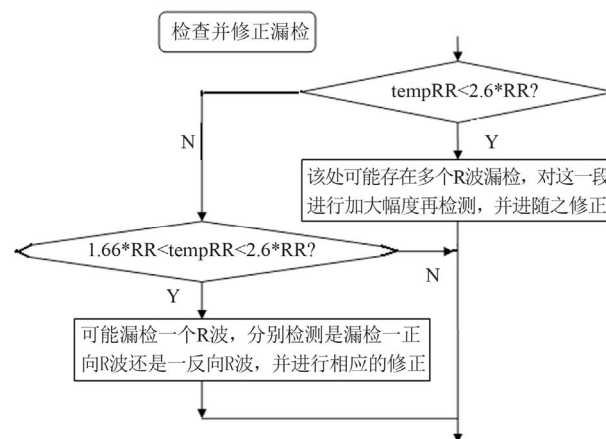 检查并修正漏检
tempRR<2.6*RR?
N
Y
该处可能存在多个R波漏检，对这一段
进行加大幅度再检测，并进随之修正
1.66*RR<tempRR<2.6*RR?
N
Y
可能漏检一个R波，分别检测是漏检一正
向R波还是一反向R波，并进行相应的修正